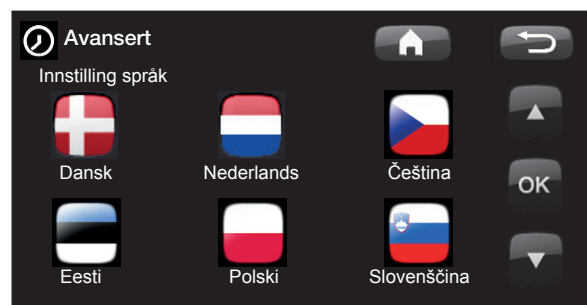 Avansert
Innstilling språk
Dansk Nederlands Čeština
OK
Eesti Polski Slovenščina